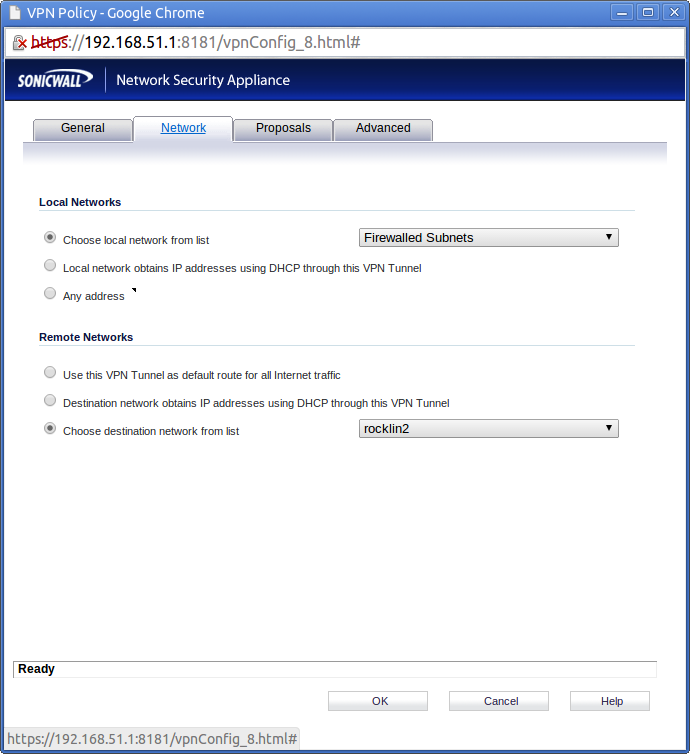 VPN Policy - Google Chrome
https://192.168.51.1:8181/vpnConfig_8.html#
SONICWALL Network Security Appliance
General Network Proposals Advanced
Local Networks
Choose local network from list Firewalled Subnets
Local network obtains IP addresses using DHCP through this VPN Tunnel
Any address
Remote Networks
Use this VPN Tunnel as default route for all Internet traffic
Destination network obtains IP addresses using DHCP through this VPN Tunnel
Choose destination network from list rocklin2
Ready
OK Cancel Help
https://192.168.51.1:8181/vpnConfig_8.html#